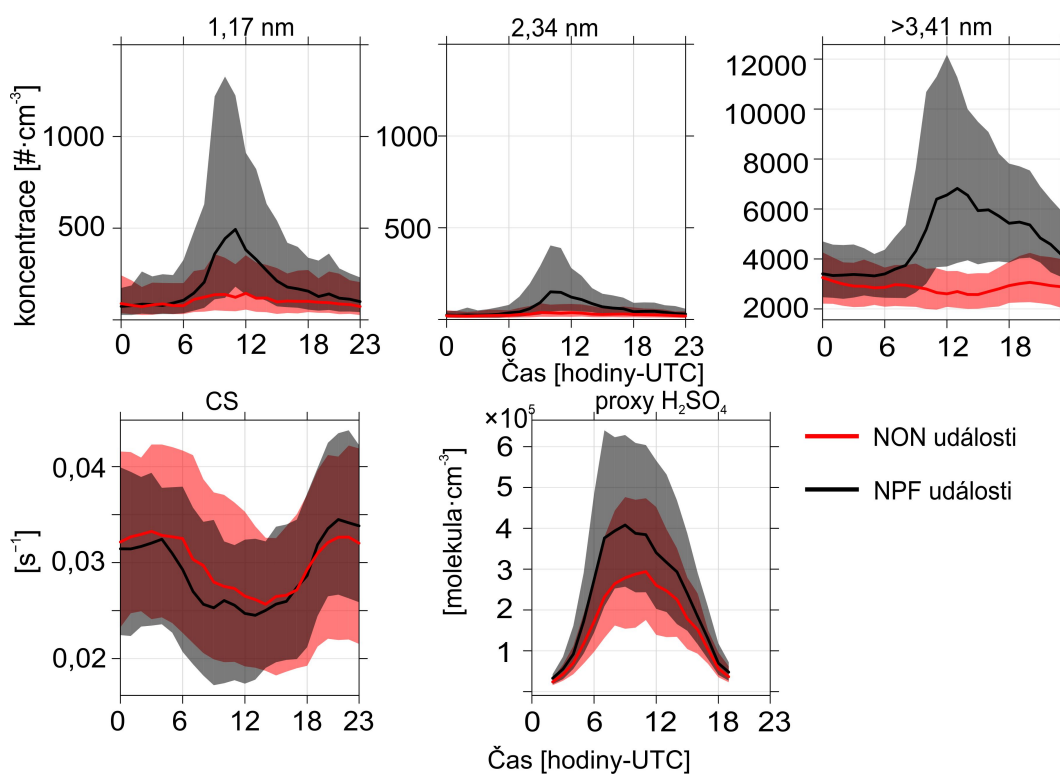 1,17 nm
2,34 nm
>3,41 nm
koncentrace [#·cm⁻³]
1000
500
0 6 12 18 23
1000
500
0 6 12 18 23
12000
10000
8000
6000
4000
2000
0 6 12 18
Čas [hodiny-UTC]
CS
[s⁻¹]
0,04
0,03
0,02
0 6 12 18 23
×10⁵
proxy H₂SO₄
[molekula·cm⁻³]
6
5
4
3
2
1
0 6 12 18 23
Čas [hodiny-UTC]
NON události
NPF události